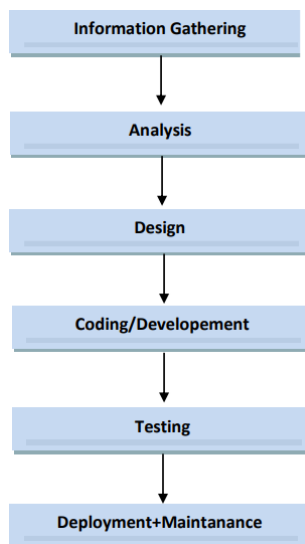 Information Gathering
Analysis
Design
Coding/Developement
Testing
Deployment+Maintanance